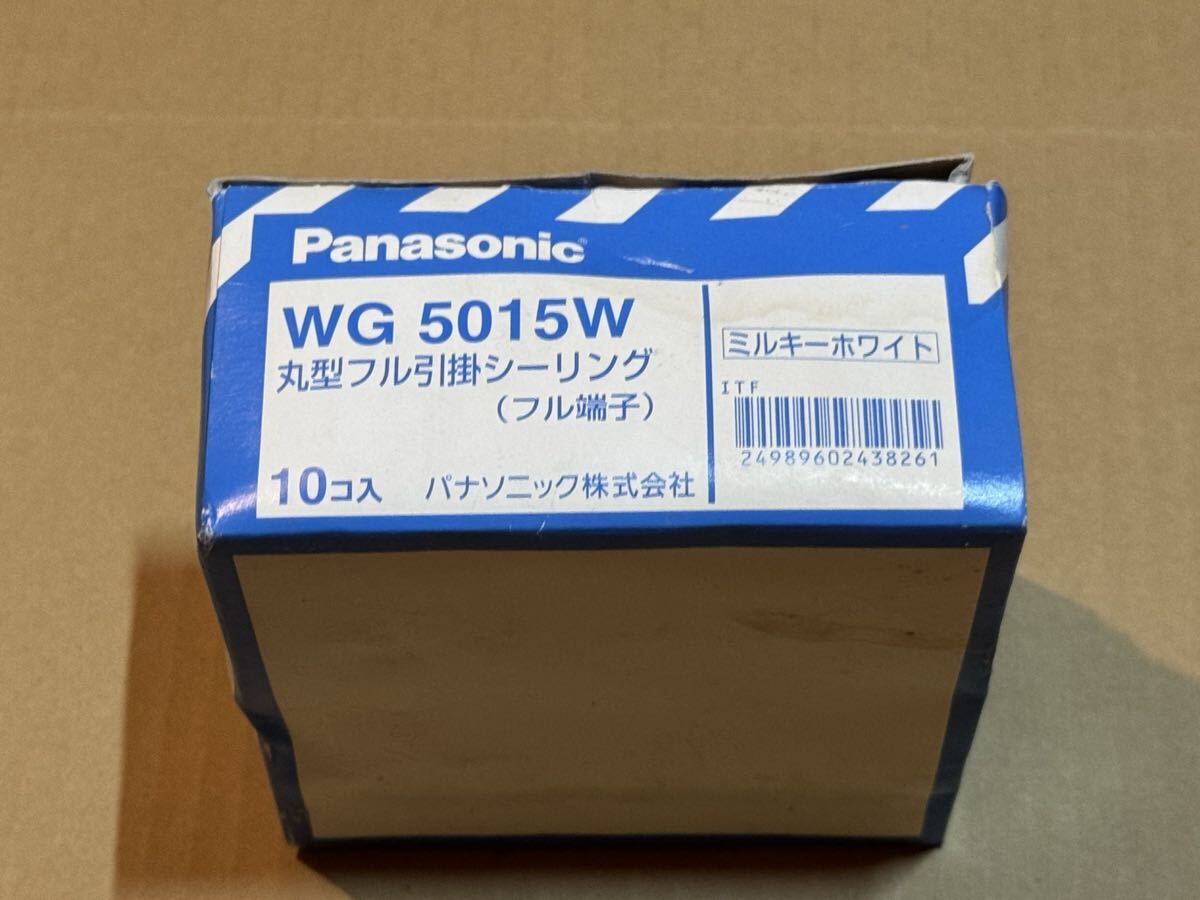 Panasonic
WG 5015W
丸型フル引掛シーリング
（フル端子）
10コ入 パナソニック株式会社
ミルキーホワイト
ITF
24989602438261